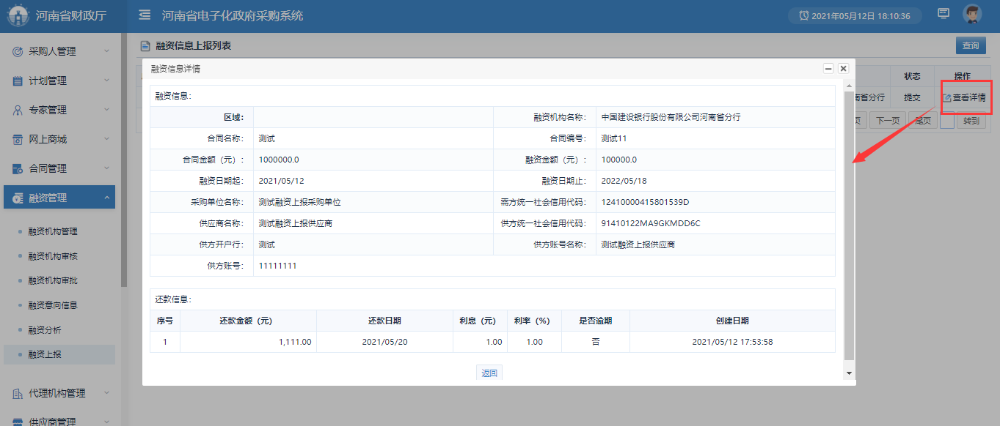 河南省财政厅
河南省电子化政府采购系统
2021年05月12日 18:10:36
采购人管理
计划管理
专家管理
网上商城
合同管理
融资管理
融资机构管理
融资机构审核
融资机构审批
融资意向信息
融资分析
融资上报
代理机构管理
供应商管理
融资信息上报列表
查询
状态 操作
南省分行 提交 查看详情
页 下一页 尾页 转到
融资信息详情
融资信息:
区域: 融资机构名称: 中国建设银行股份有限公司河南省分行
合同名称: 测试 合同编号: 测试11
合同金额（元）: 1000000.0 融资金额（元）: 100000.0
融资日期起: 2021/05/12 融资日期止: 2022/05/18
采购单位名称: 测试融资上报采购单位 需方统一社会信用代码: 12410000415801539D
供应商名称: 测试融资上报供应商 供方统一社会信用代码: 91410122MA9GKMDD6C
供方开户行: 测试 供方账号名称: 测试融资上报供应商
供方账号: 11111111
还款信息:
序号 还款金额（元） 还款日期 利息（元） 利率（%） 是否逾期 创建日期
1 1,111.00 2021/05/20 1.00 1.00 否 2021/05/12 17:53:58
返回